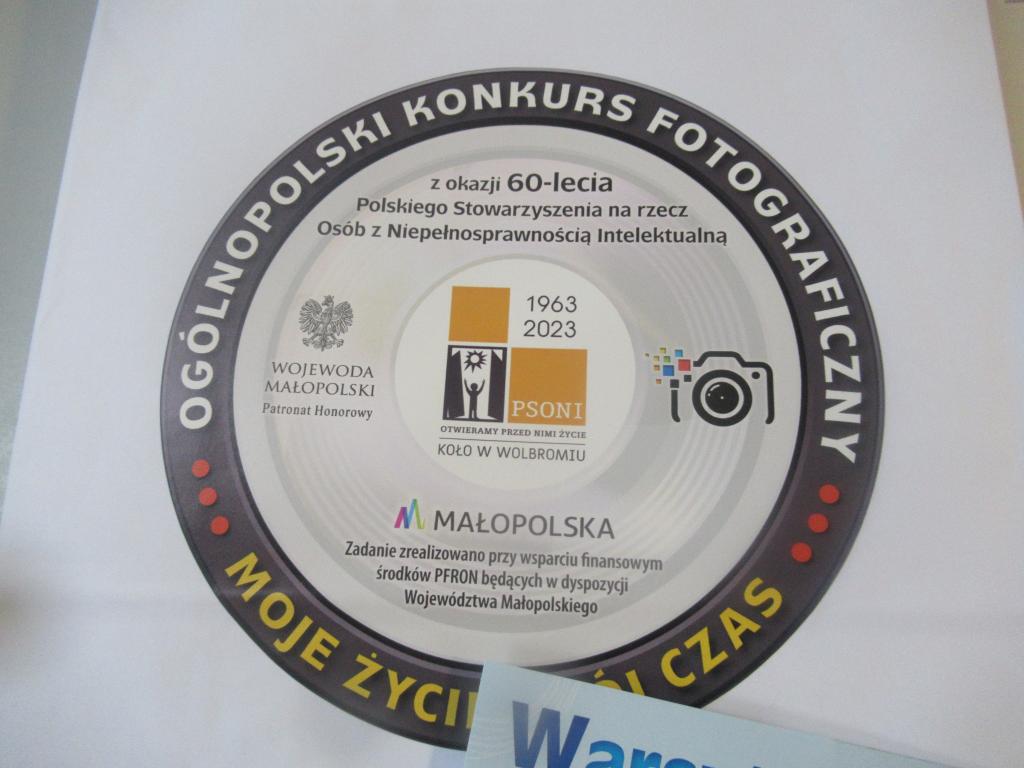 OGÓLNOPOLSKI KONKURS FOTOGRAFICZNY
z okazji 60-lecia
Polskiego Stowarzyszenia na rzecz
Osób z Niepełnosprawnością Intelektualną
1963
2023
WOJEWODA
MAŁOPOLSKI
Patronat Honorowy
PSONI
OTWIERAMY PRZED NIMI ŻYCIE
KOŁO W WOLBROMIU
MAŁOPOLSKA
Zadanie zrealizowano przy wsparciu finansowym
środków PFRON będących w dyspozycji
Województwa Małopolskiego
MOJE CZAS